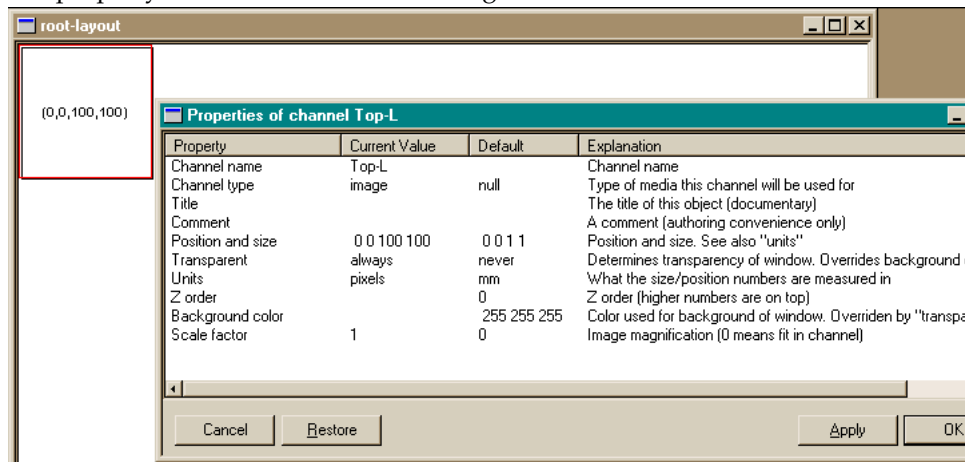 root-layout
(0,0,100,100)
Properties of channel Top-L
Property Current Value Default Explanation
Channel name Top-L Channel name
Channel type image null Type of media this channel will be used for
Title The title of this object (documentary)
Comment A comment (authoring convenience only)
Position and size 0 0 100 100 0 0 1 1 Position and size. See also "units"
Transparent always never Determines transparency of window. Overrides background
Units pixels mm What the size/position numbers are measured in
Z order 0 Z order (higher numbers are on top)
Background color 255 255 255 Color used for background of window. Overriden by "transpa
Scale factor 1 0 Image magnification (0 means fit in channel)
Cancel Restore Apply OK